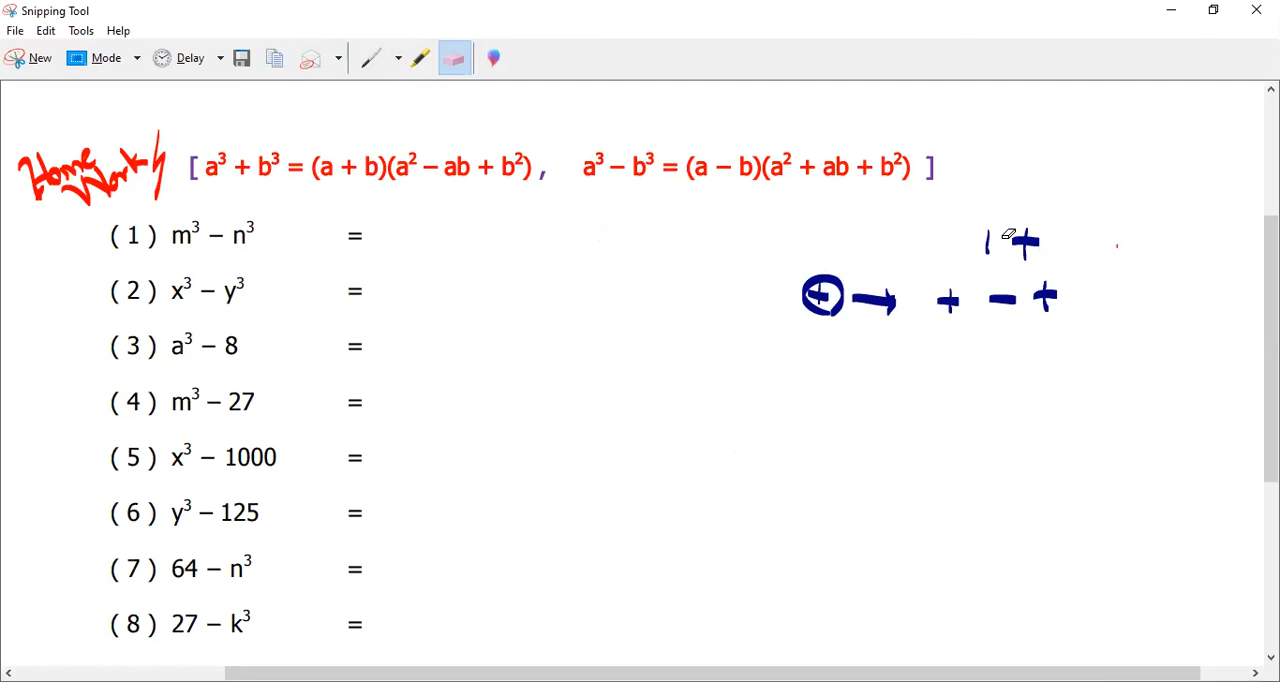 Snipping Tool
File Edit Tools Help
New Mode Delay
Home Work
[ a³ + b³ = (a + b)(a² – ab + b²) , a³ – b³ = (a – b)(a² + ab + b²) ]
( 1 ) m³ – n³ =
( 2 ) x³ – y³ =
( 3 ) a³ – 8 =
( 4 ) m³ – 27 =
( 5 ) x³ – 1000 =
( 6 ) y³ – 125 =
( 7 ) 64 – n³ =
( 8 ) 27 – k³ =
+
+ → + – +